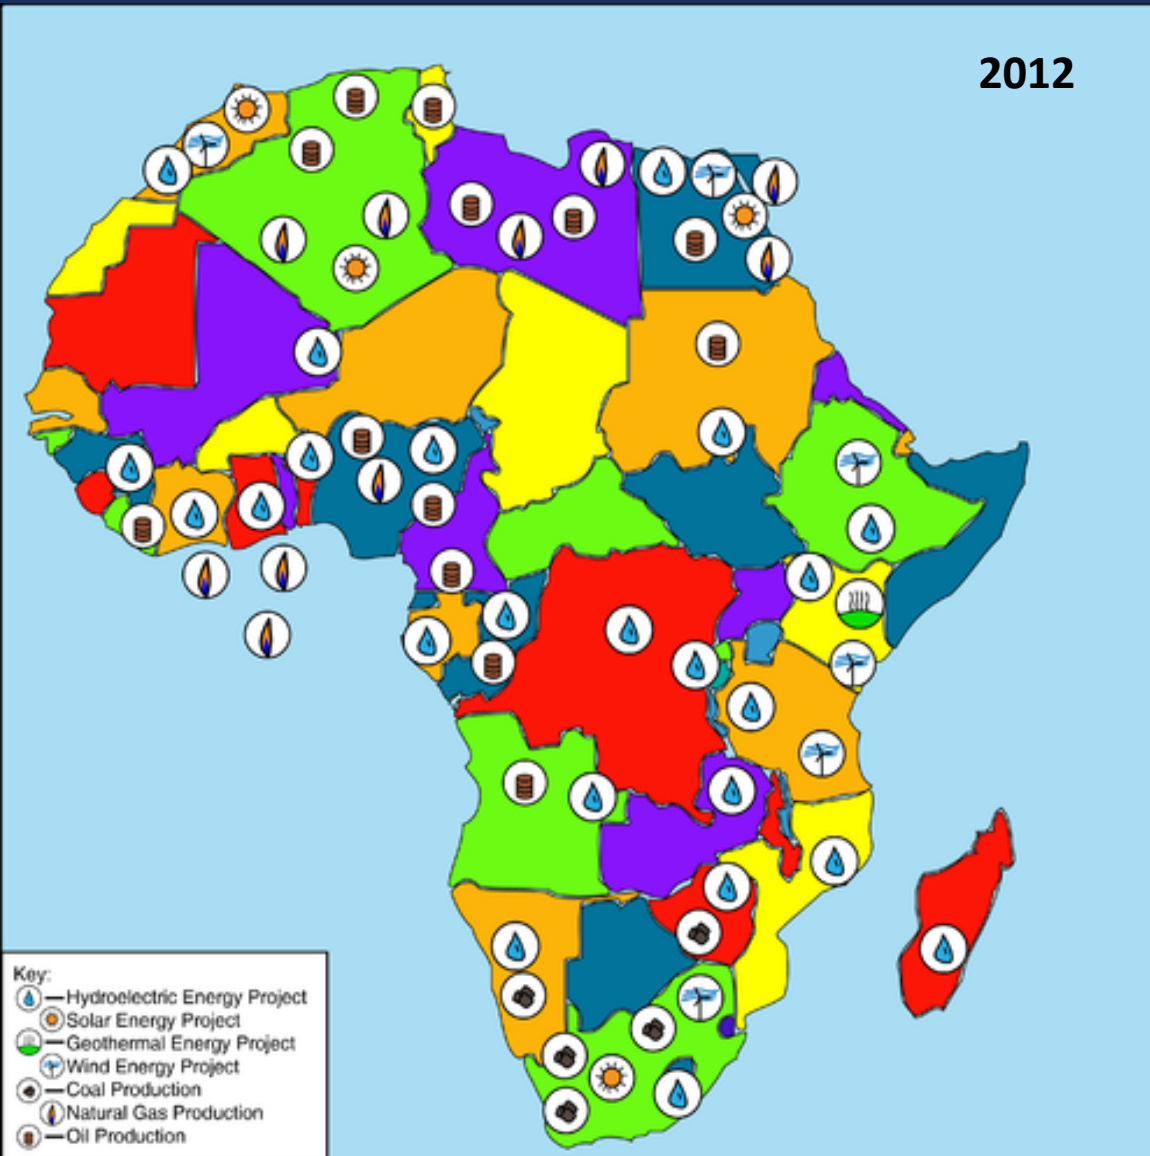 2012
Key:
—Hydroelectric Energy Project
Solar Energy Project
—Geothermal Energy Project
Wind Energy Project
—Coal Production
Natural Gas Production
—Oil Production